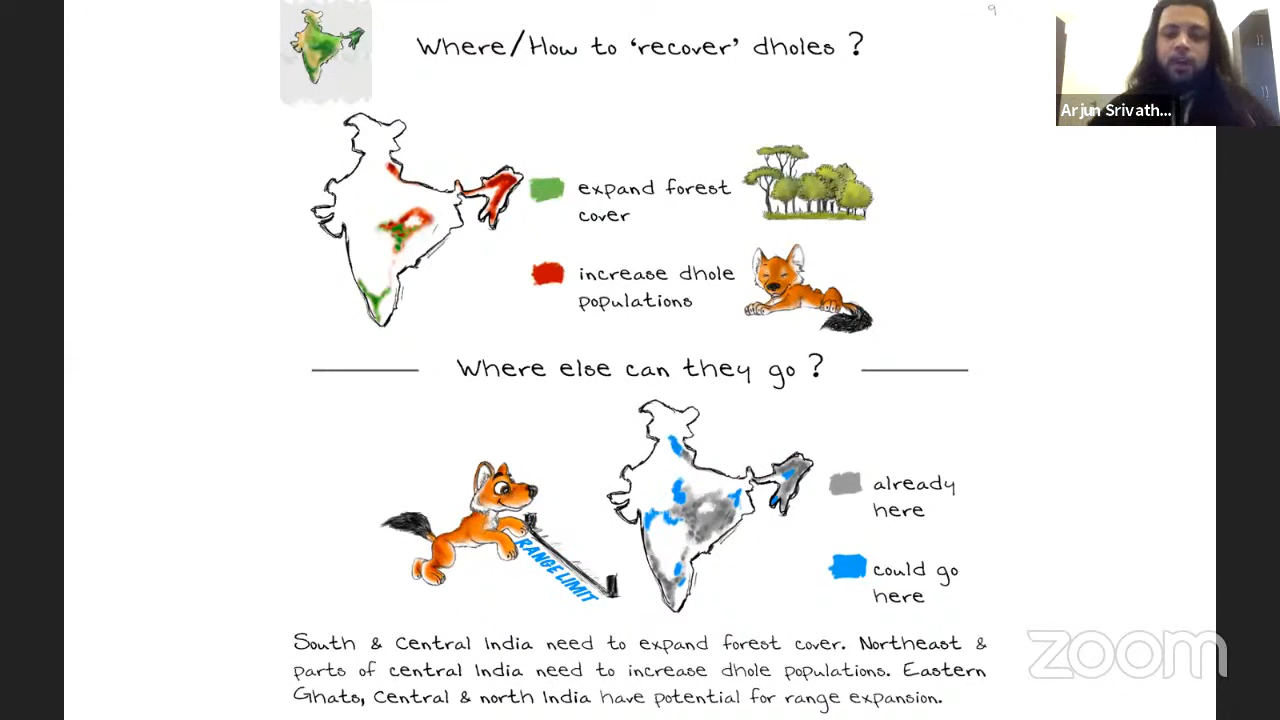 9
Where/How to 'recover' dholes ?
Arjun Srivath...
expand forest
cover
increase dhole
populations
Where else can they go ?
RANGE LIMIT
already
here
could go
here
South & Central India need to expand forest cover. Northeast &
parts of central India need to increase dhole populations. Eastern
Ghats, Central & north India have potential for range expansion.
zoom